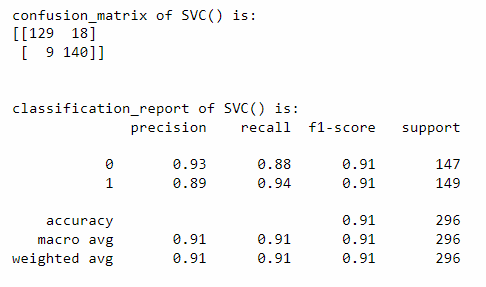 confusion_matrix of SVC() is:
[[129  18]
 [  9 140]]
classification_report of SVC() is:
              precision    recall  f1-score   support
           0       0.93      0.88      0.91       147
           1       0.89      0.94      0.91       149
    accuracy                           0.91       296
   macro avg       0.91      0.91      0.91       296
weighted avg       0.91      0.91      0.91       296